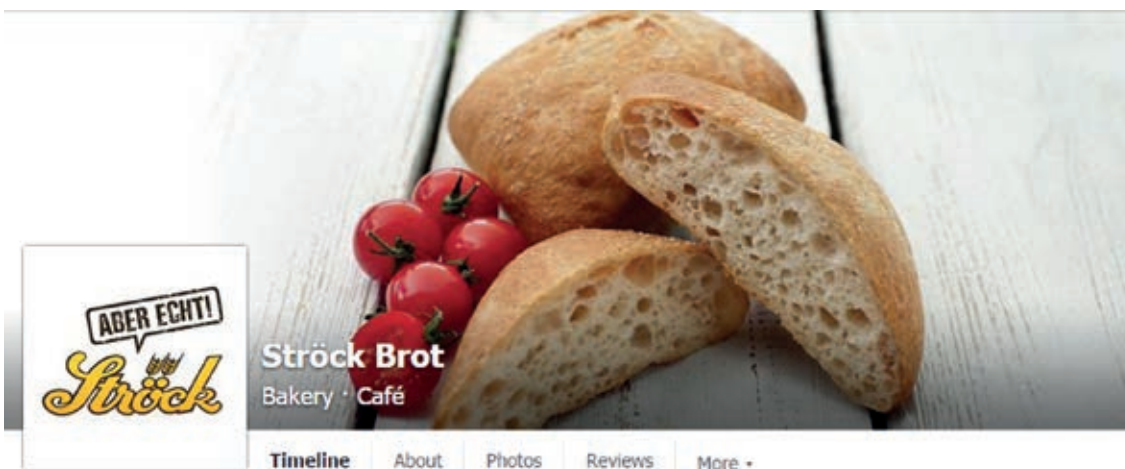 ABER ECHT!
Ströck
Ströck Brot
Bakery · Café
Timeline About Photos Reviews More